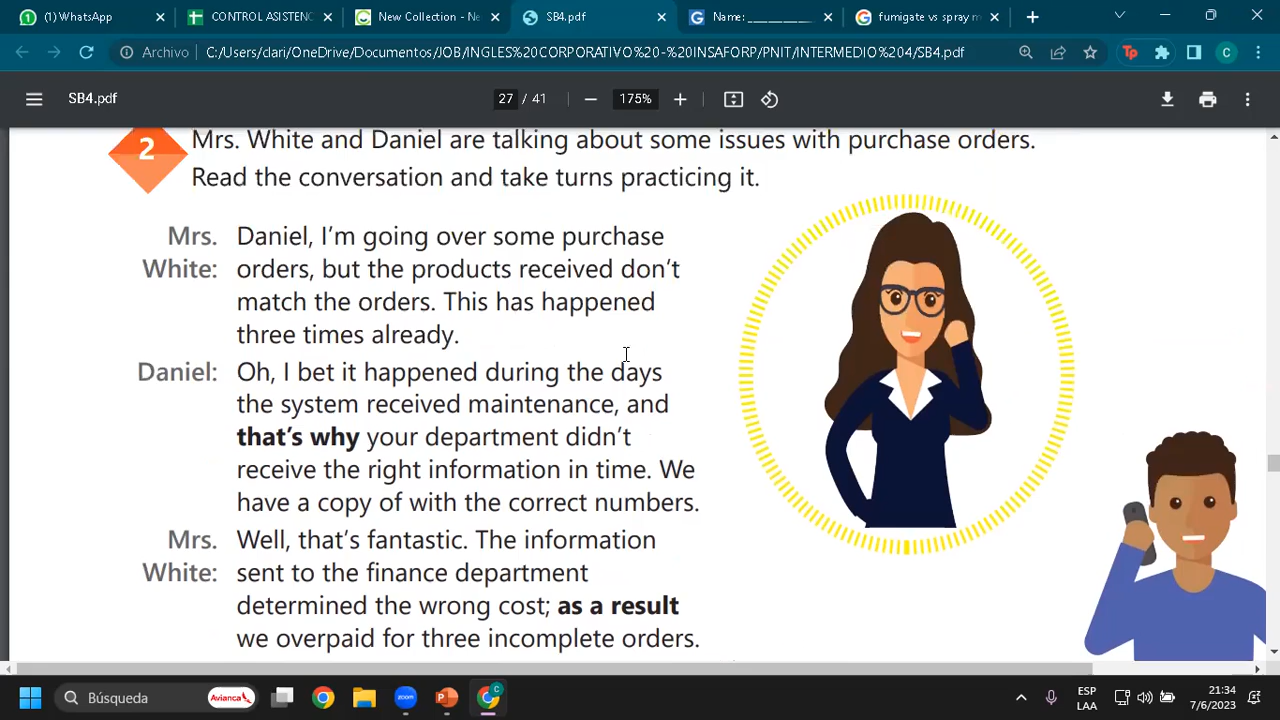 (1) WhatsApp
CONTROL ASISTENC
New Collection - Ne
SB4.pdf
Name: ___________
fumigate vs spray m
Archivo
C:/Users/clari/OneDrive/Documentos/JOB/INGLES%20CORPORATIVO%20-%20INSAFORP/PNIT/INTERMEDIO%204/SB4.pdf
C
SB4.pdf
27 / 41
175%
2
Mrs. White and Daniel are talking about some issues with purchase orders.
Read the conversation and take turns practicing it.
Mrs. Daniel, I'm going over some purchase
White: orders, but the products received don't
match the orders. This has happened
three times already.
Daniel: Oh, I bet it happened during the days
the system received maintenance, and
that's why your department didn't
receive the right information in time. We
have a copy of with the correct numbers.
Mrs. Well, that's fantastic. The information
White: sent to the finance department
determined the wrong cost; as a result
we overpaid for three incomplete orders.
Búsqueda
Avianca
ESP
LAA
21:34
7/6/2023